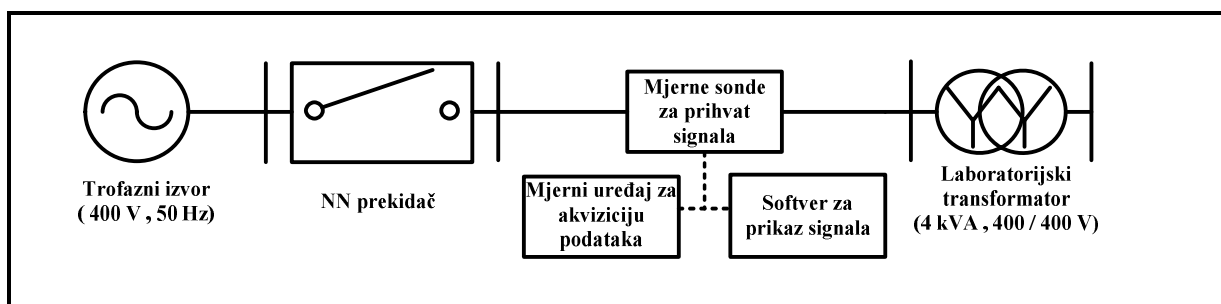 Trofazni izvor
( 400 V , 50 Hz)
NN prekidač
Mjerne sonde
za prihvat
signala
Mjerni uređaj za
akviziciju
podataka
Softver za
prikaz signala
Laboratorijski
transformator
(4 kVA , 400 / 400 V)